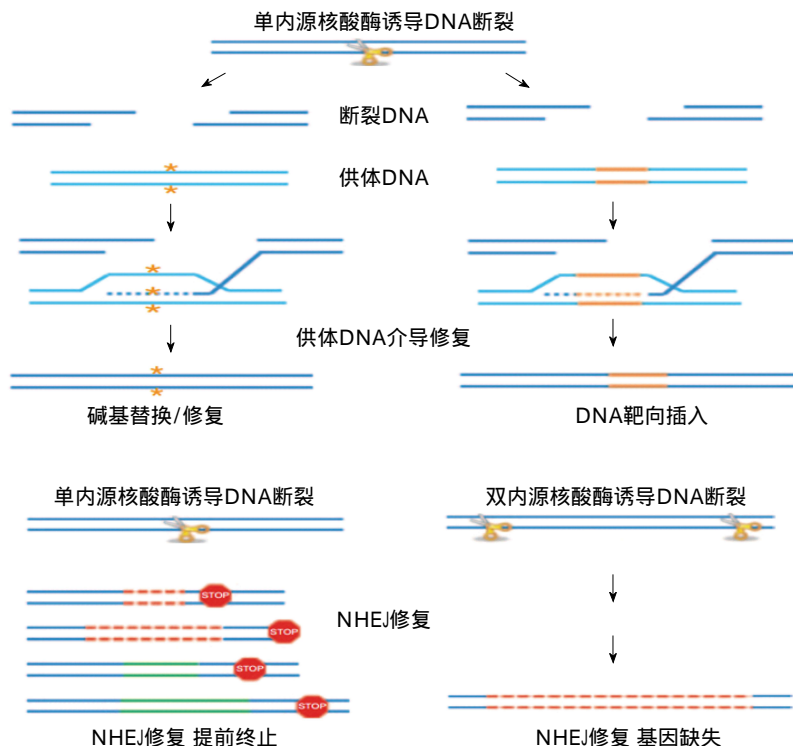 单内源核酸酶诱导DNA断裂
断裂DNA
供体DNA
供体DNA介导修复
碱基替换/修复
DNA靶向插入
单内源核酸酶诱导DNA断裂
双内源核酸酶诱导DNA断裂
STOP
STOP
NHEJ修复
STOP
STOP
NHEJ修复 提前终止
NHEJ修复 基因缺失